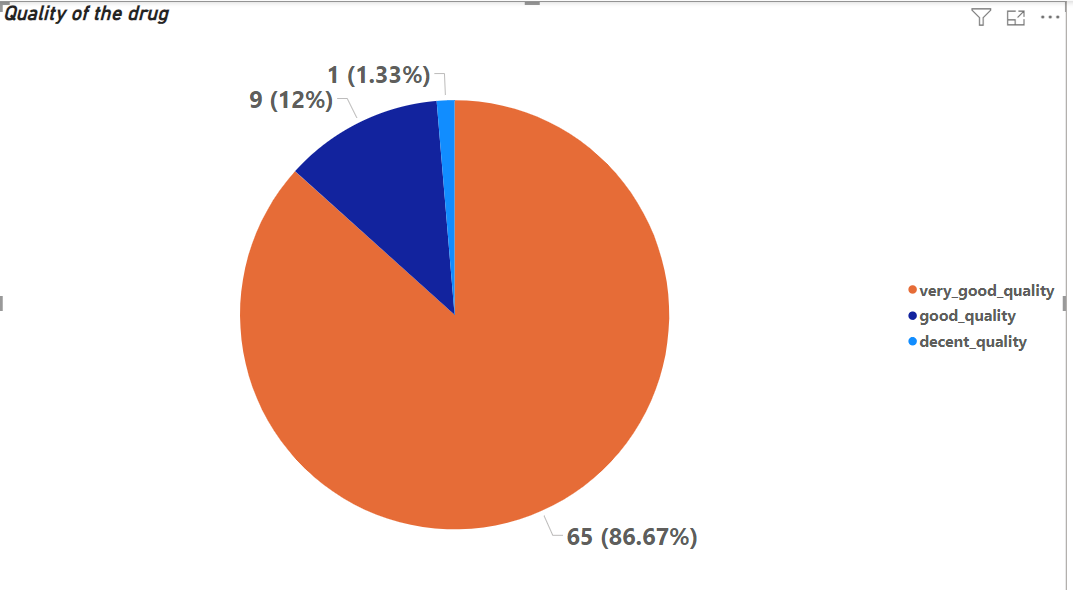 Quality of the drug
1 (1.33%)
9 (12%)
very_good_quality
good_quality
decent_quality
65 (86.67%)